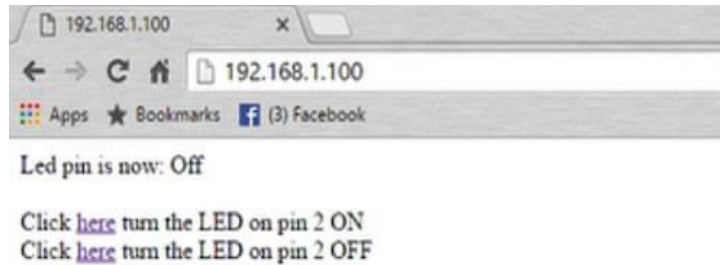 192.168.1.100
192.168.1.100
Apps Bookmarks (3) Facebook
Led pin is now: Off
Click here turn the LED on pin 2 ON
Click here turn the LED on pin 2 OFF